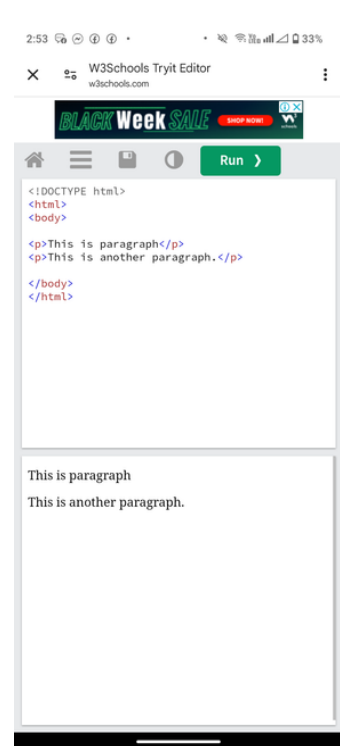 2:53
33%
W3Schools Tryit Editor
w3schools.com
BLACK Week SALE SHOP NOW!
Run ❯
<!DOCTYPE html>
<html>
<body>
<p>This is paragraph</p>
<p>This is another paragraph.</p>
</body>
</html>
This is paragraph
This is another paragraph.